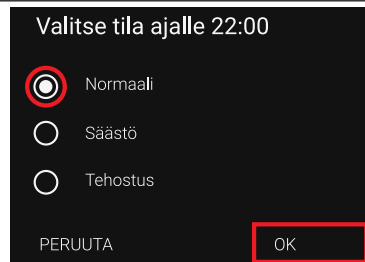 Valitse tila ajalle 22:00
Normaali
Säästö
Tehostus
PERUUTA OK